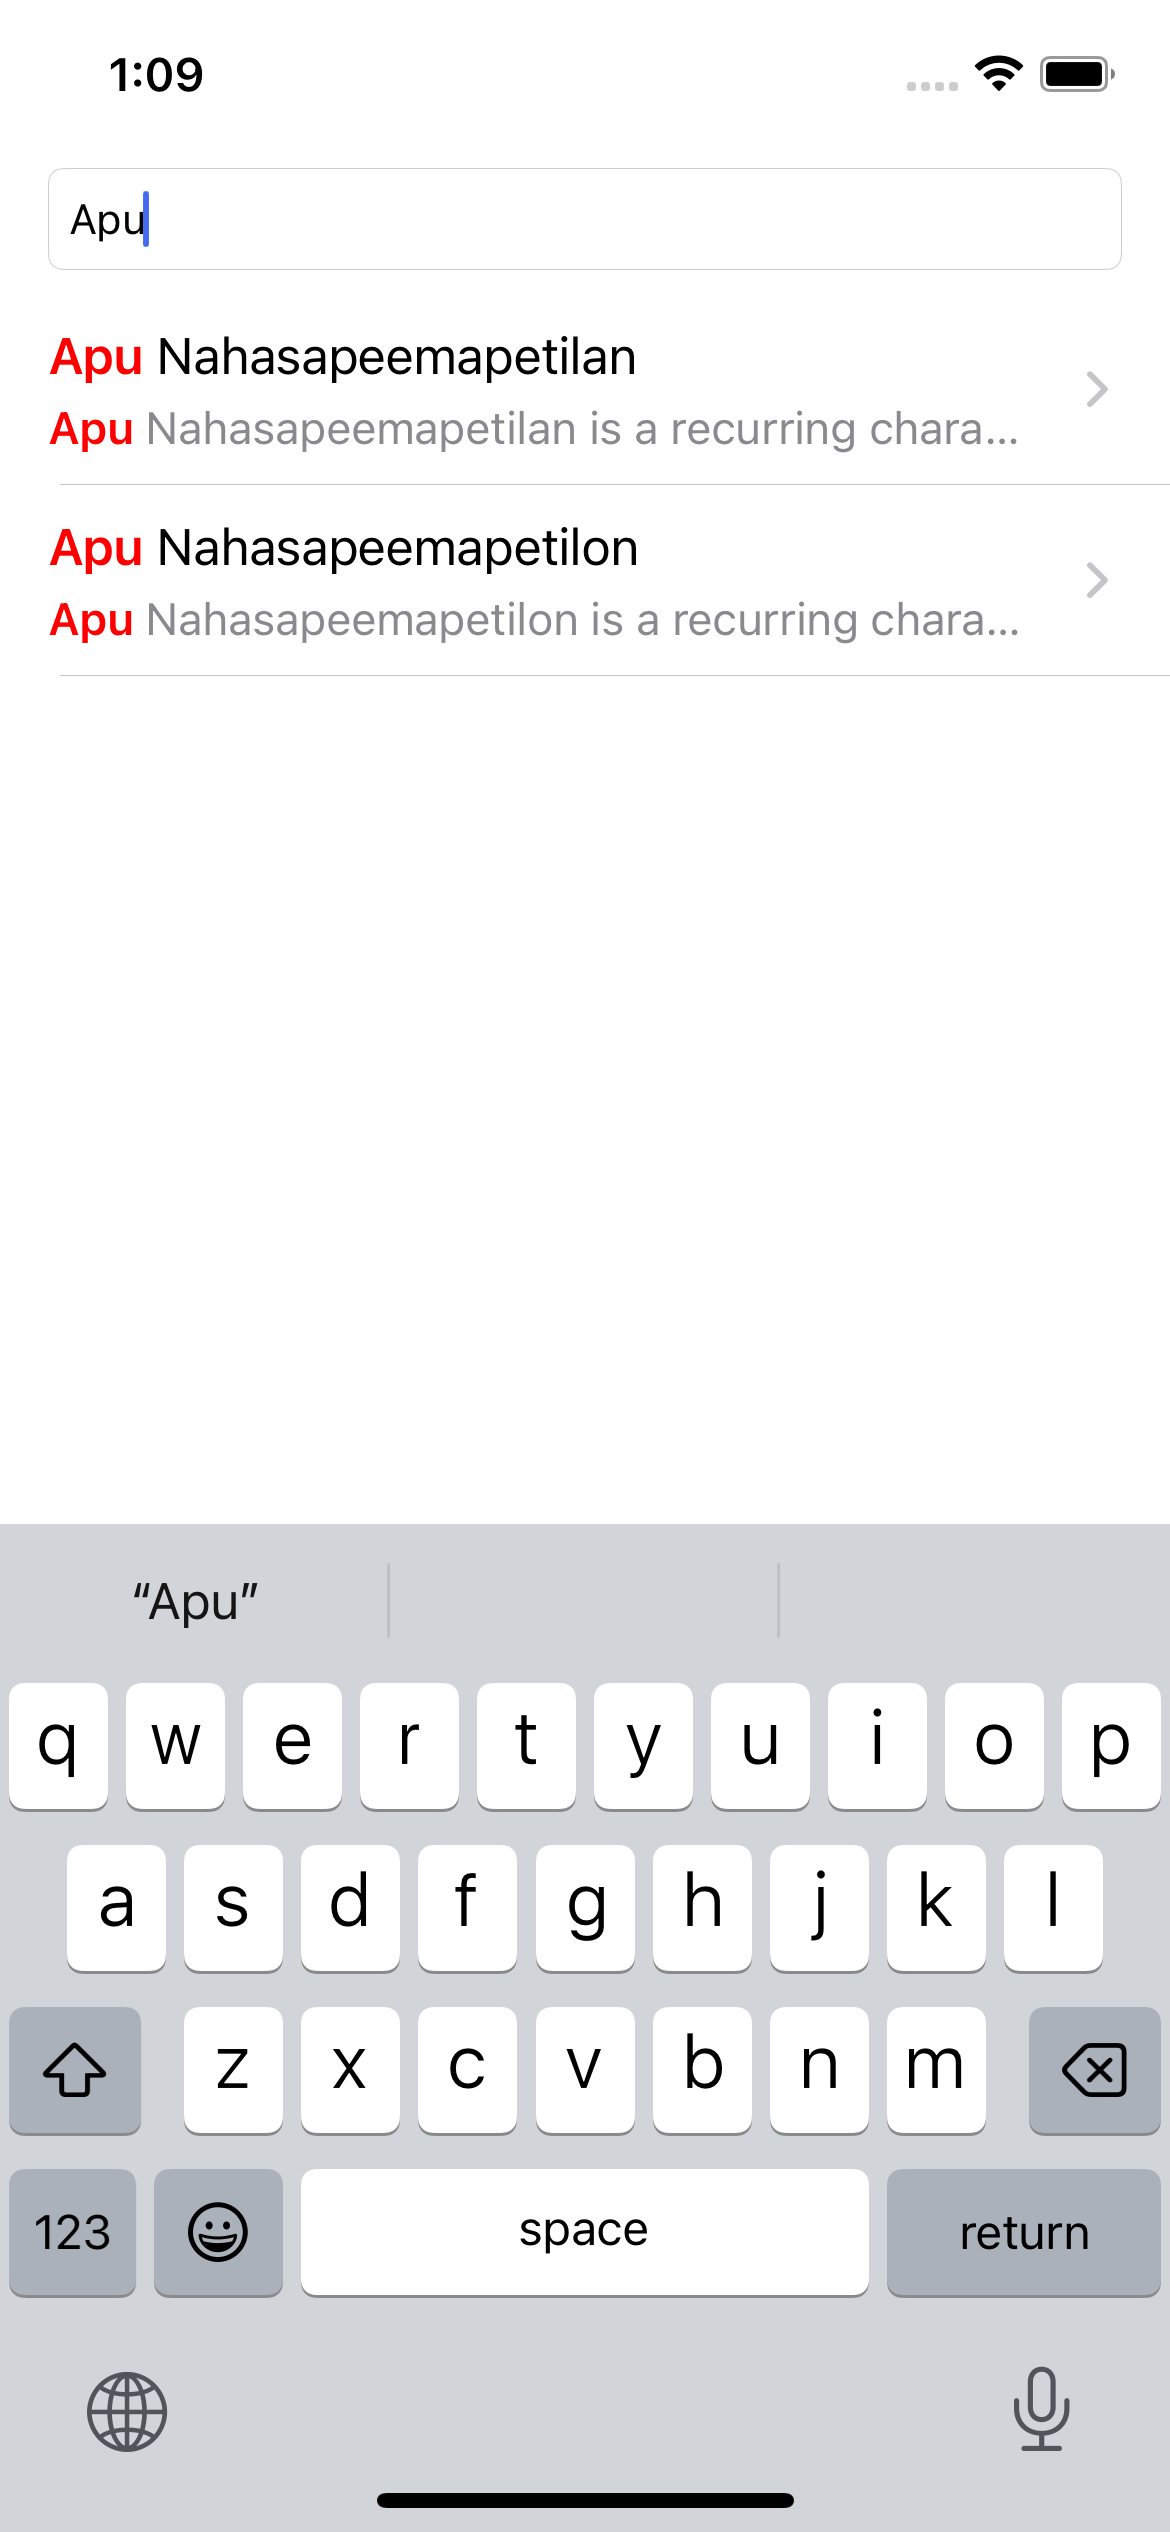 1:09
Apu
Apu Nahasapeemapetilan
Apu Nahasapeemapetilan is a recurring chara...
Apu Nahasapeemapetilon
Apu Nahasapeemapetilon is a recurring chara...
“Apu”
q w e r t y u i o p
a s d f g h j k l
z x c v b n m
123 space return